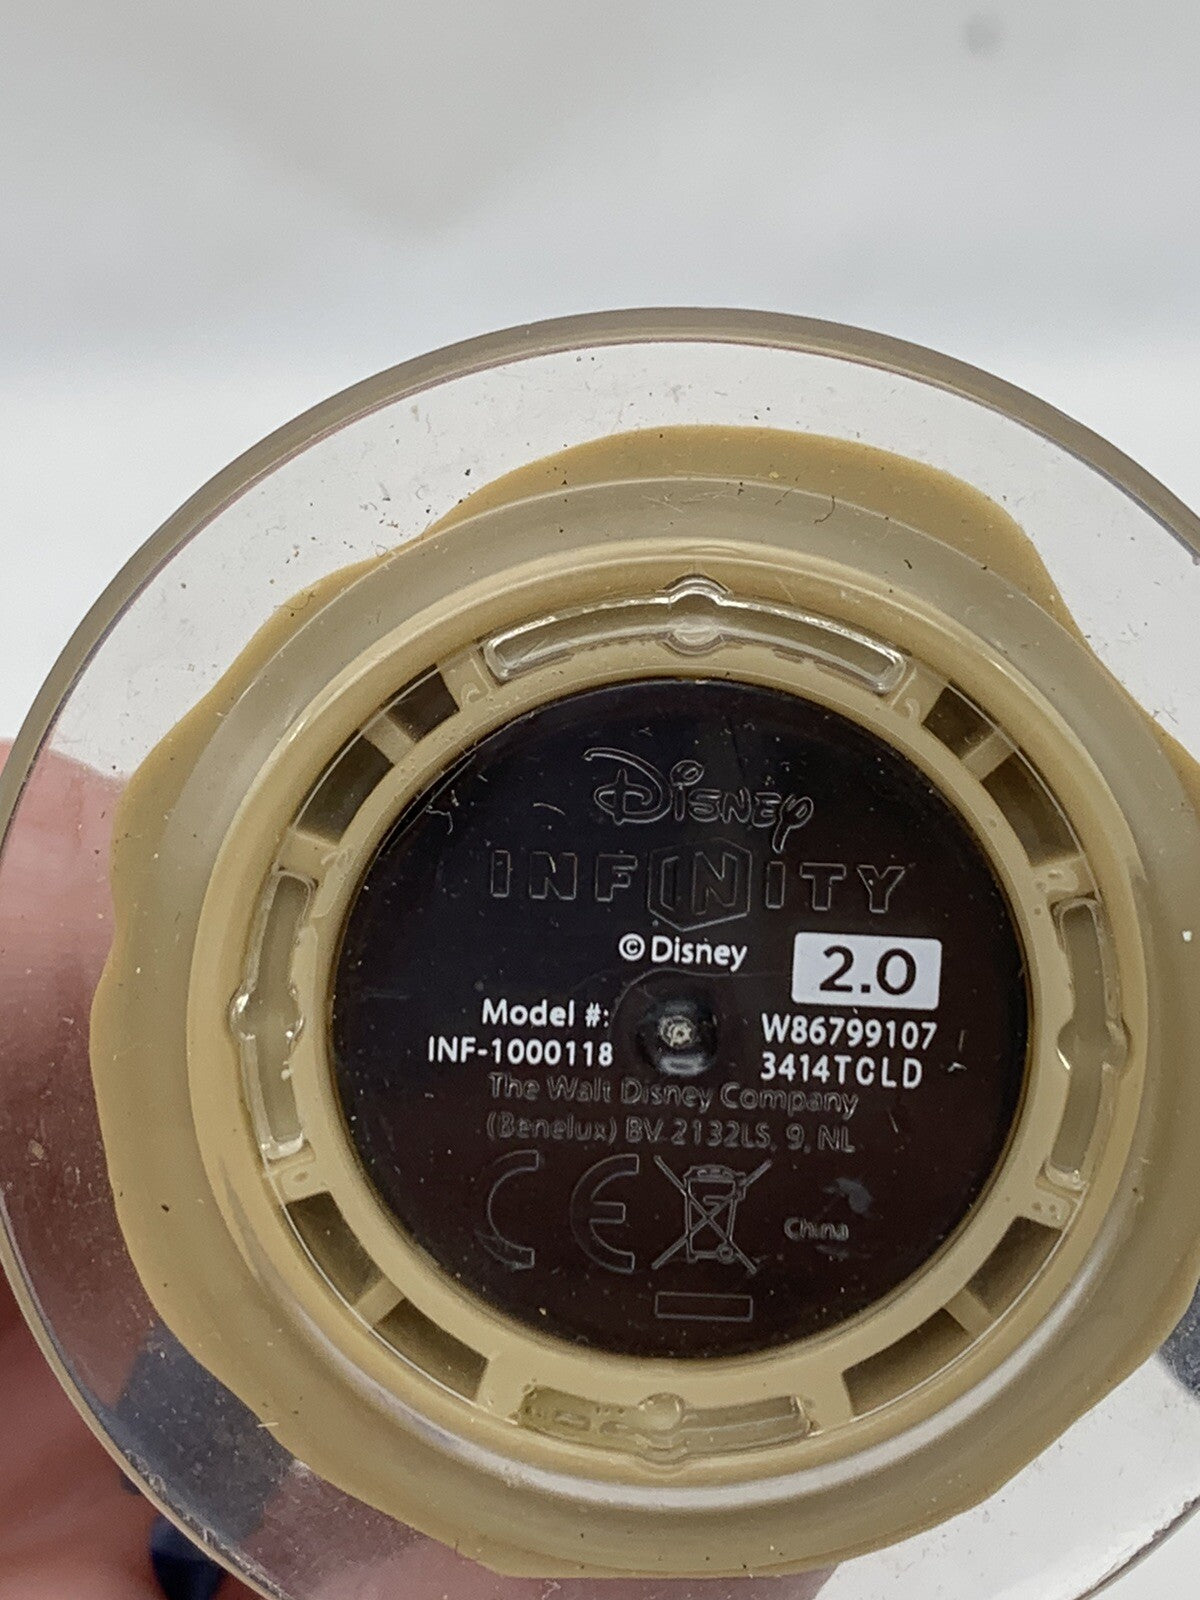 Disney
INFINITY
© Disney 2.0
Model #: W86799107
INF-1000118 3414TCLD
The Walt Disney Company
(Benelux) BV 2132LS, 9, NL
CE China